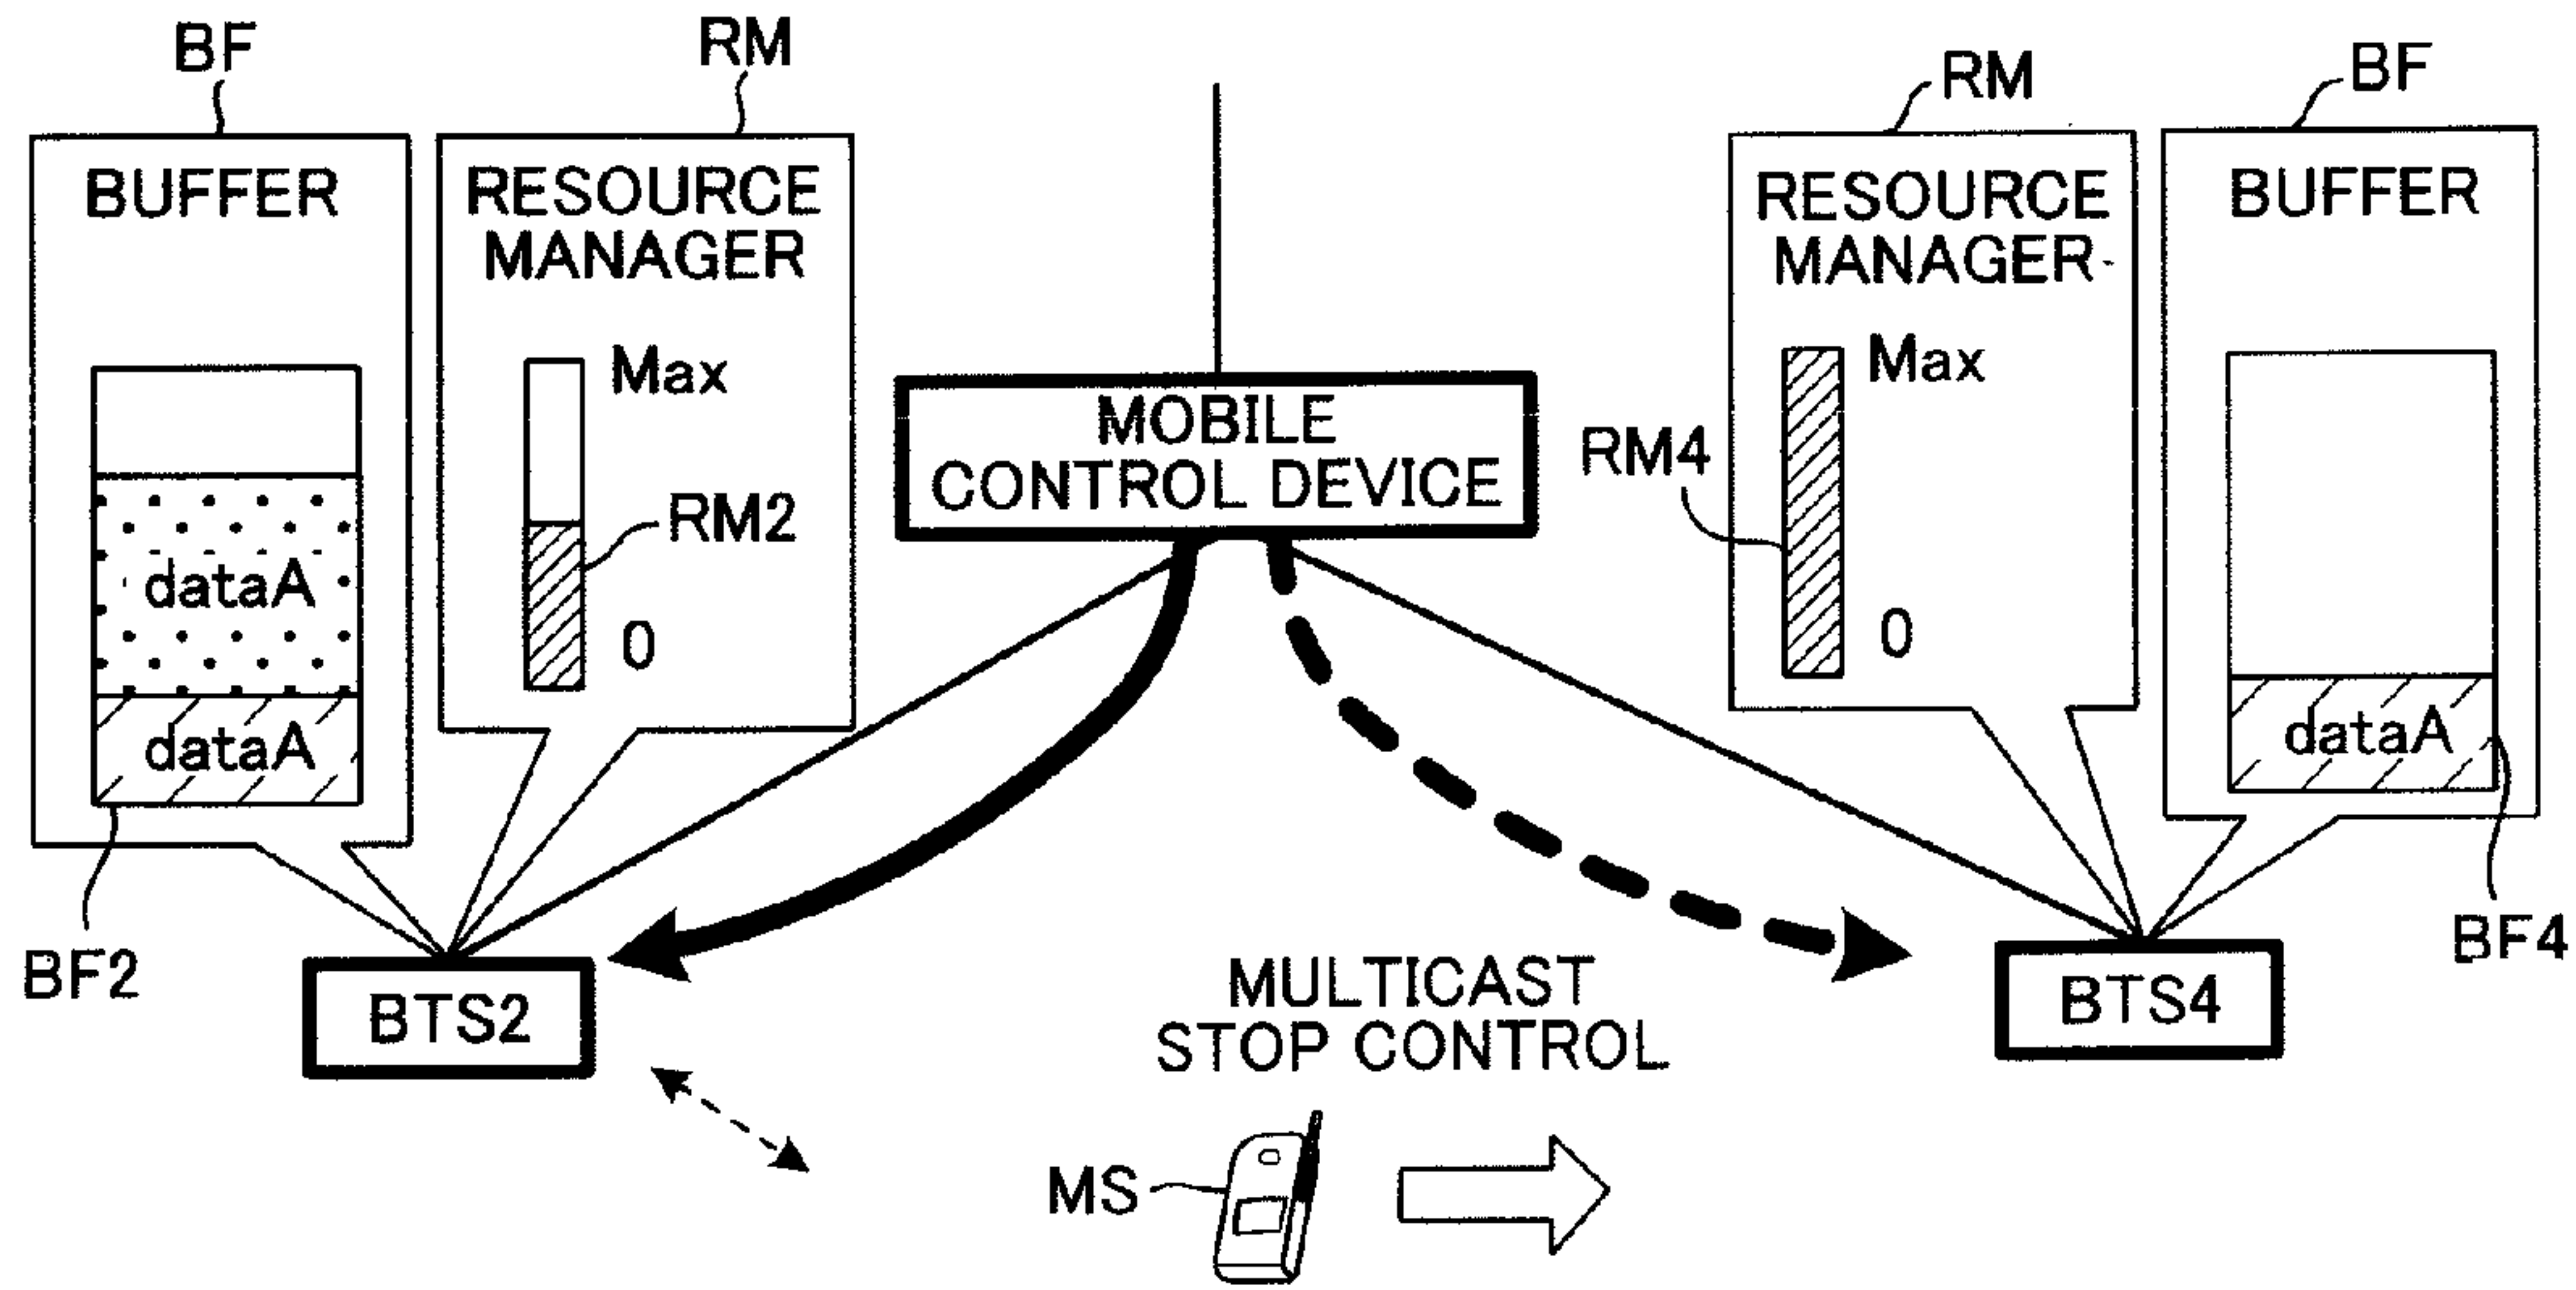 BF
RM
RM
BF
BUFFER
RESOURCE
MANAGER
Max
RM2
0
dataA
dataA
BF2
MOBILE
CONTROL DEVICE
RESOURCE
MANAGER
Max
RM4
0
BUFFER
dataA
BF4
BTS2
MULTICAST
STOP CONTROL
BTS4
MS